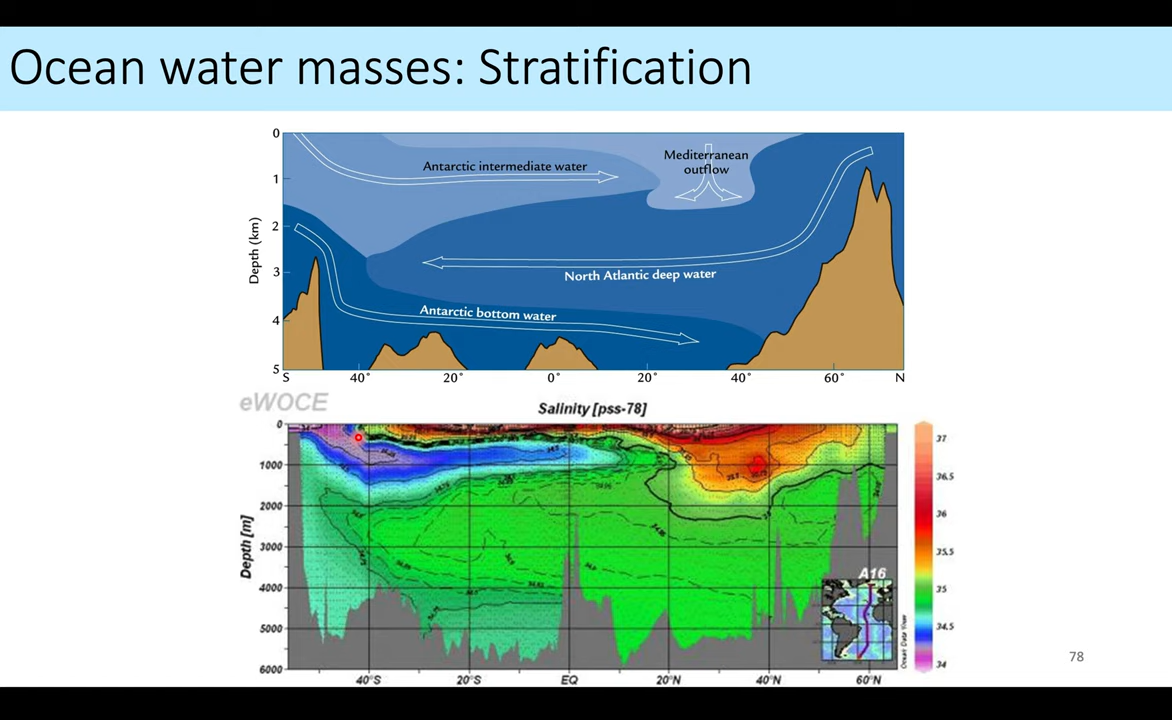 Ocean water masses: Stratification
0
1
2
3
4
5
Depth (km)
Antarctic intermediate water
Mediterranean
outflow
North Atlantic deep water
Antarctic bottom water
S 40° 20° 0° 20° 40° 60° N
eWOCE
Salinity [pss-78]
0
1000
2000
3000
4000
5000
6000
Depth [m]
40°S 20°S EQ 20°N 40°N 60°N
A16
Ocean Data View
37
36.5
36
35.5
35
34.5
34
78